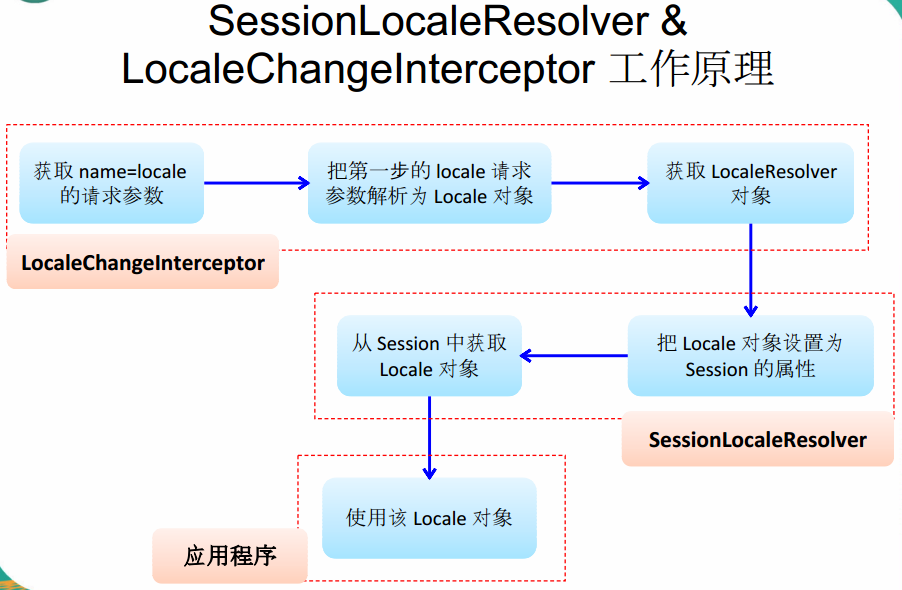 SessionLocaleResolver &
LocaleChangeInterceptor 工作原理
获取 name=locale
的请求参数
把第一步的 locale 请求
参数解析为 Locale 对象
获取 LocaleResolver
对象
LocaleChangeInterceptor
从 Session 中获取
Locale 对象
把 Locale 对象设置为
Session 的属性
SessionLocaleResolver
使用该 Locale 对象
应用程序